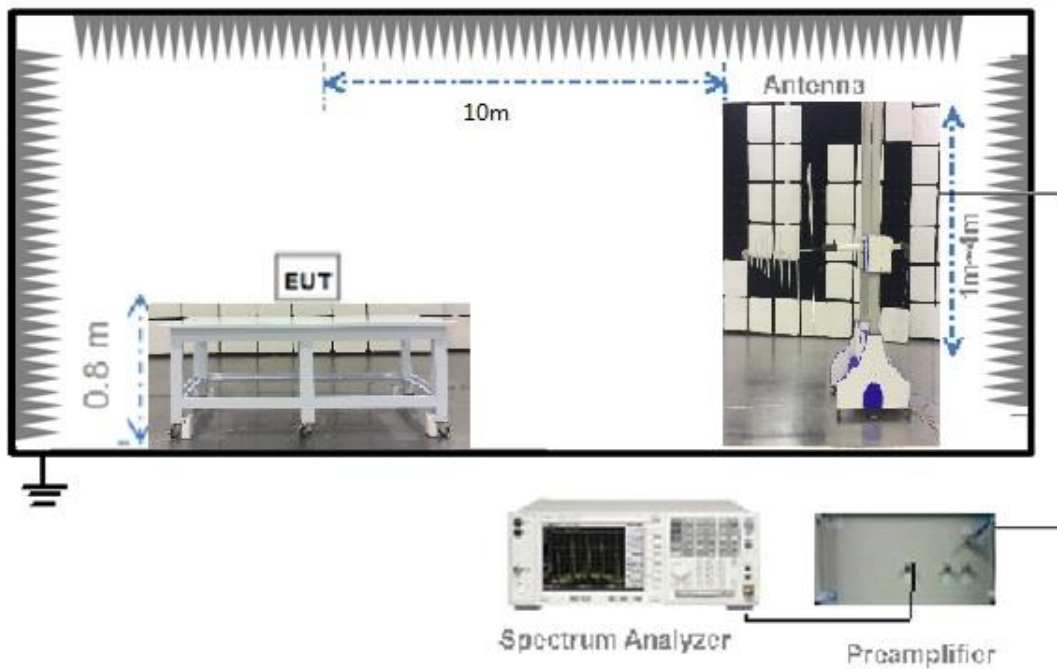 Antenna
10m
EUT
0.8 m
1m~4m
Spectrum Analyzer
Preamplifier